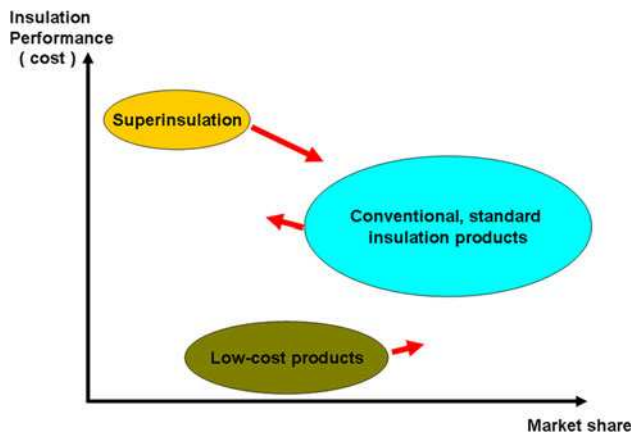 Insulation
Performance
( cost )
Superinsulation
Conventional, standard
insulation products
Low-cost products
Market share